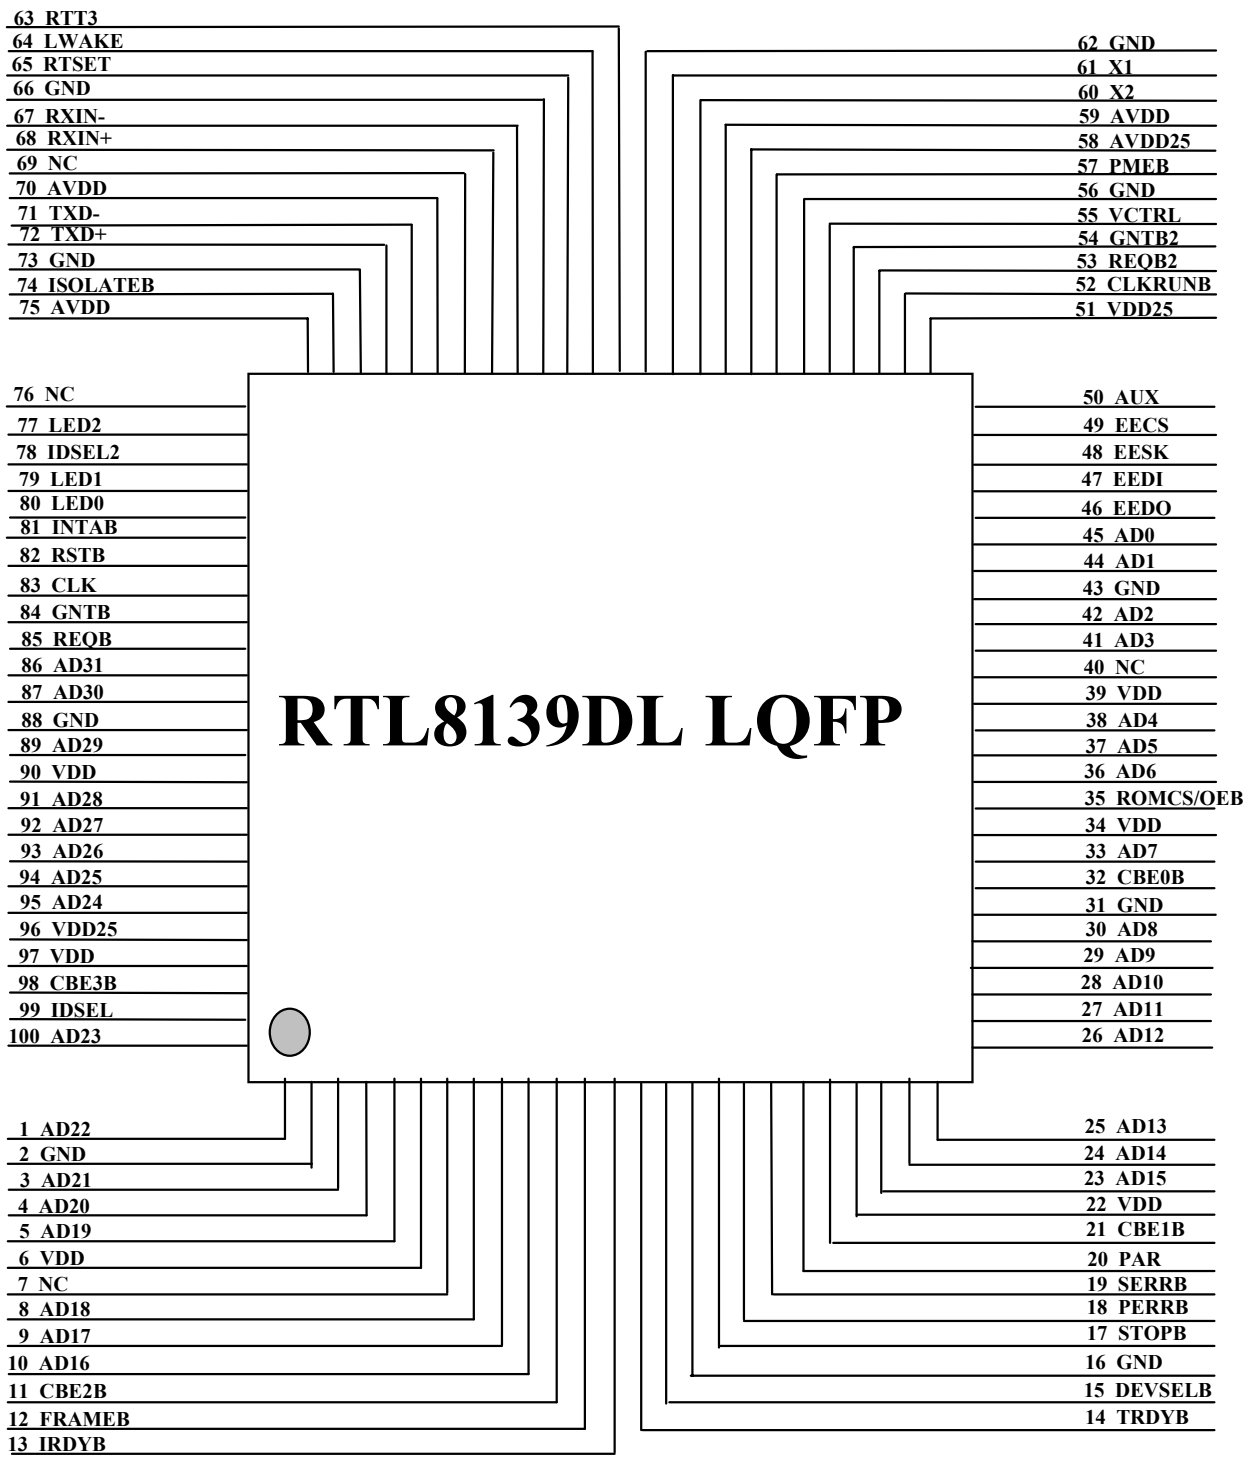 63 RTT3
64 LWAKE
65 RTSET
66 GND
67 RXIN-
68 RXIN+
69 NC
70 AVDD
71 TXD-
72 TXD+
73 GND
74 ISOLATEB
75 AVDD
62 GND
61 X1
60 X2
59 AVDD
58 AVDD25
57 PMEB
56 GND
55 VCTRL
54 GNTB2
53 REQB2
52 CLKRUNB
51 VDD25
76 NC
77 LED2
78 IDSEL2
79 LED1
80 LED0
81 INTAB
82 RSTB
83 CLK
84 GNTB
85 REQB
86 AD31
87 AD30
88 GND
89 AD29
90 VDD
91 AD28
92 AD27
93 AD26
94 AD25
95 AD24
96 VDD25
97 VDD
98 CBE3B
99 IDSEL
100 AD23
RTL8139DL LQFP
50 AUX
49 EECS
48 EESK
47 EEDI
46 EEDO
45 AD0
44 AD1
43 GND
42 AD2
41 AD3
40 NC
39 VDD
38 AD4
37 AD5
36 AD6
35 ROMCS/OEB
34 VDD
33 AD7
32 CBE0B
31 GND
30 AD8
29 AD9
28 AD10
27 AD11
26 AD12
1 AD22
2 GND
3 AD21
4 AD20
5 AD19
6 VDD
7 NC
8 AD18
9 AD17
10 AD16
11 CBE2B
12 FRAMEB
13 IRDYB
25 AD13
24 AD14
23 AD15
22 VDD
21 CBE1B
20 PAR
19 SERRB
18 PERRB
17 STOPB
16 GND
15 DEVSELB
14 TRDYB